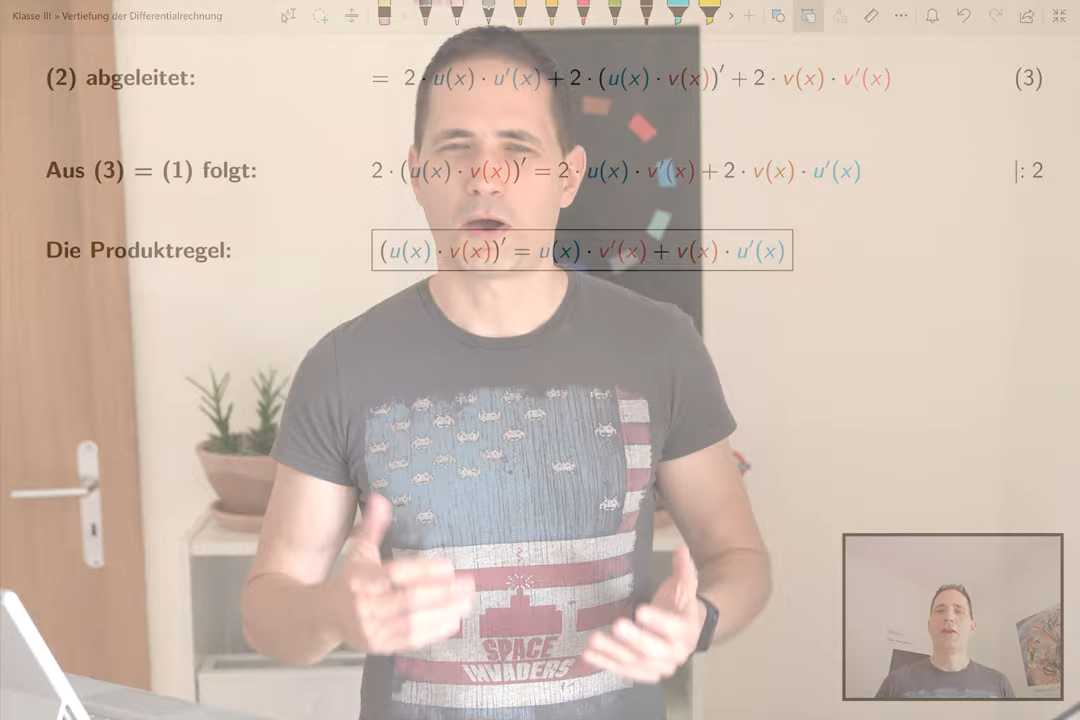 Klasse III » Vertiefung der Differentialrechnung
(2) abgeleitet: = 2 · u(x) · u′(x) + 2 · (u(x) · v(x))′ + 2 · v(x) · v′(x) (3)
Aus (3) = (1) folgt: 2 · (u(x) · v(x))′ = 2 · u(x) · v′(x) + 2 · v(x) · u′(x) |: 2
Die Produktregel: (u(x) · v(x))′ = u(x) · v′(x) + v(x) · u′(x)
SPACE
INVADERS